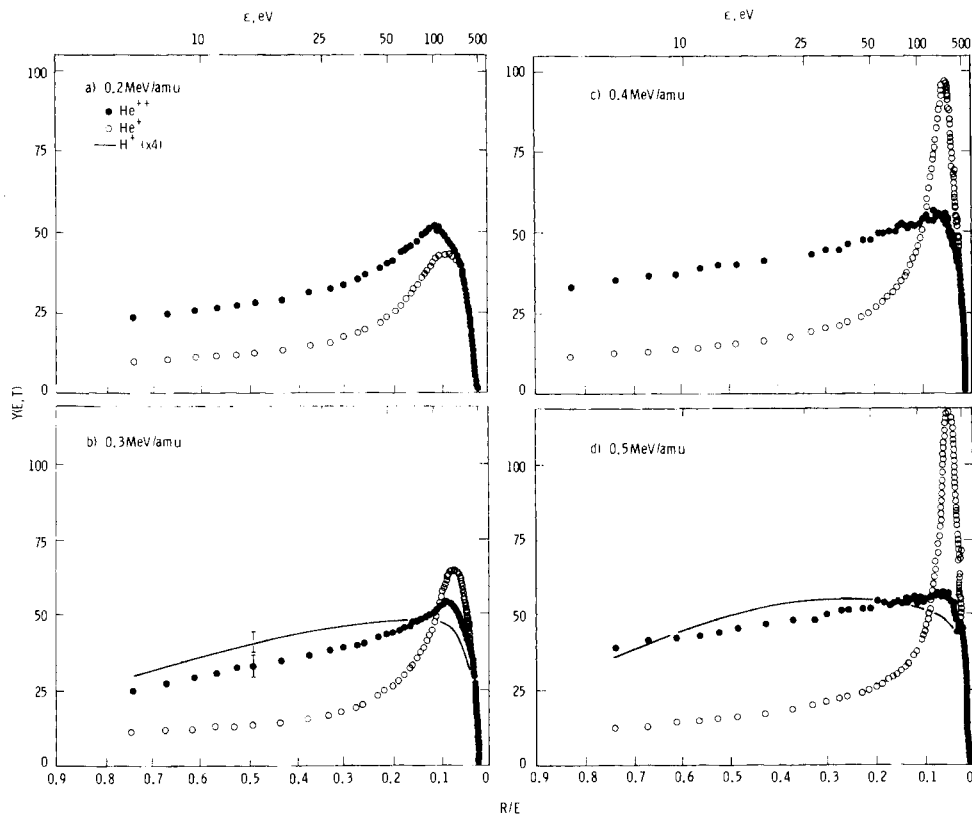 ε, eV
ε, eV
10 25 50 100 500
10 25 50 100 500
100
a) 0.2 MeV/amu
● He++
○ He+
— H+ (x4)
75
50
25
0
100
c) 0.4 MeV/amu
75
50
25
0
Y(E, T)
b) 0.3 MeV/amu
100
75
50
25
0
0.9 0.8 0.7 0.6 0.5 0.4 0.3 0.2 0.1 0
d) 0.5 MeV/amu
100
75
50
25
0
0.9 0.8 0.7 0.6 0.5 0.4 0.3 0.2 0.1 0
R/E